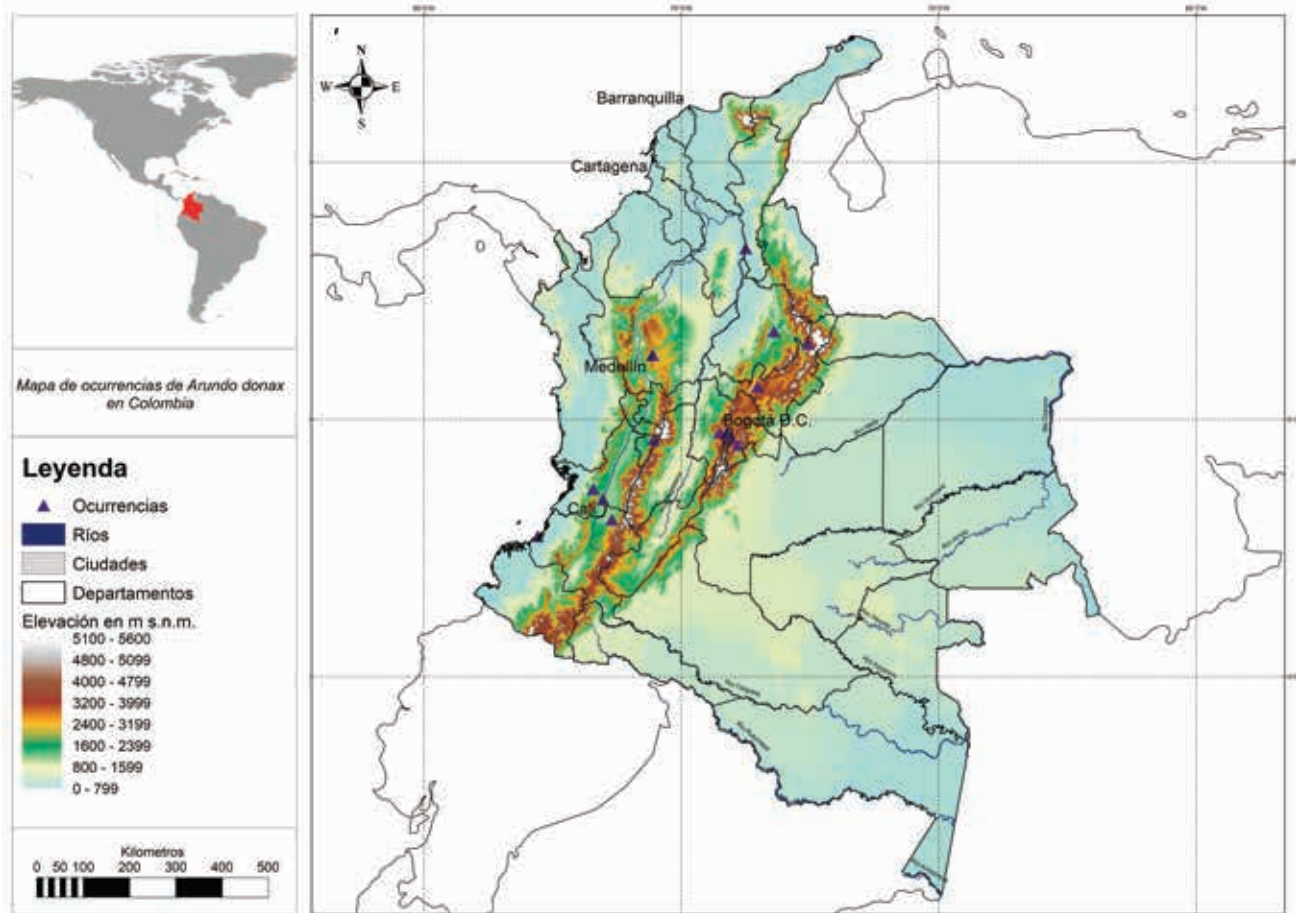 Mapa de ocurrencias de Arundo donax
en Colombia
Leyenda
Ocurrencias
Ríos
Ciudades
Departamentos
Elevación en m s.n.m.
5100 - 5600
4800 - 5099
4000 - 4799
3200 - 3999
2400 - 3199
1600 - 2399
800 - 1599
0 - 799
Kilometros
0 50 100 200 300 400 500
N
W E
S
Barranquilla
Cartagena
Medellín
Bogotá D.C.